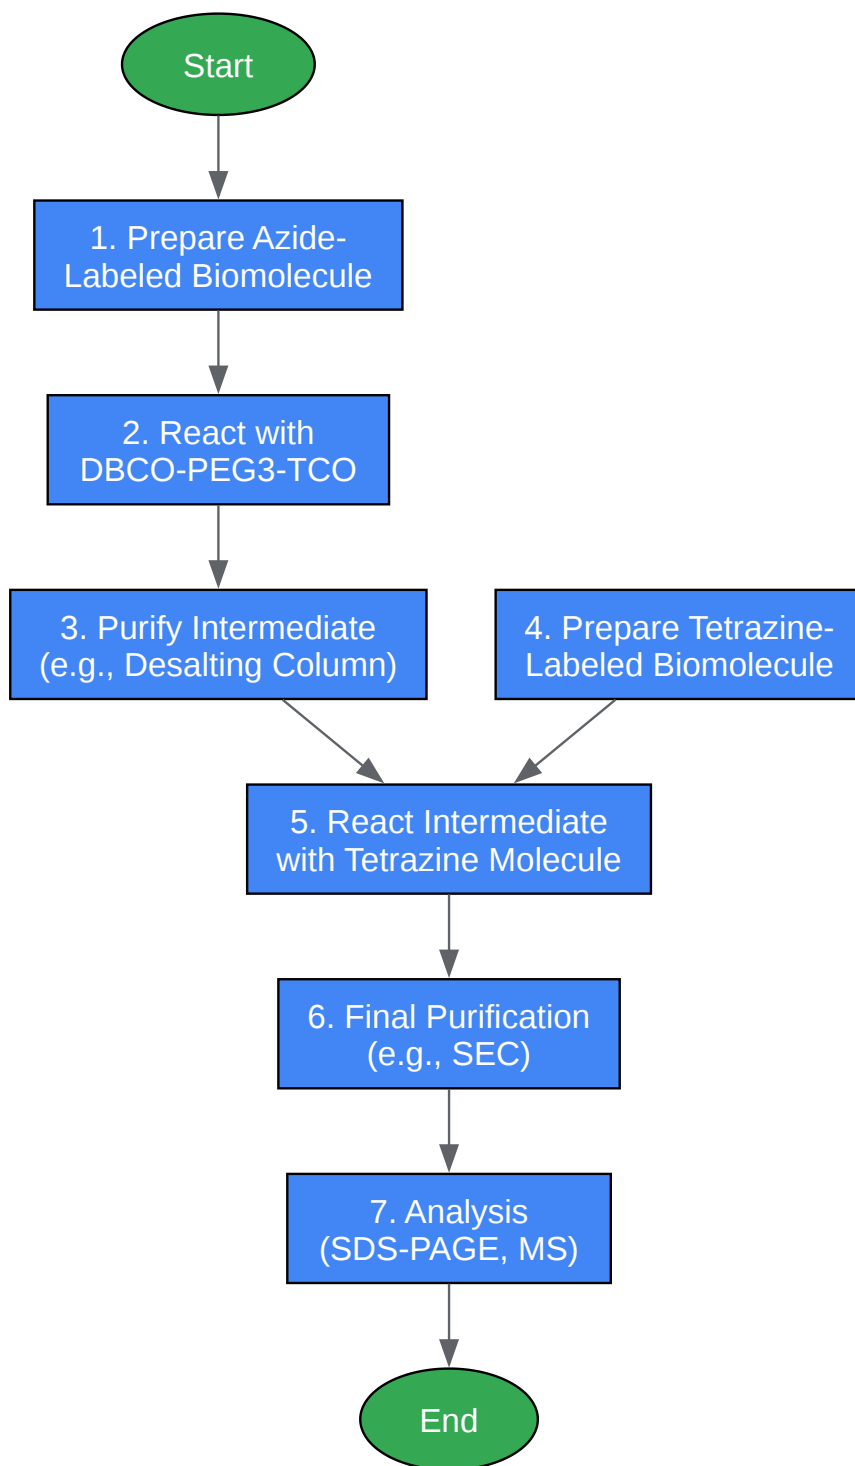 Start
1. Prepare Azide-
Labeled Biomolecule
2. React with
DBCO-PEG3-TCO
3. Purify Intermediate
(e.g., Desalting Column)
4. Prepare Tetrazine-
Labeled Biomolecule
5. React Intermediate
with Tetrazine Molecule
6. Final Purification
(e.g., SEC)
7. Analysis
(SDS-PAGE, MS)
End